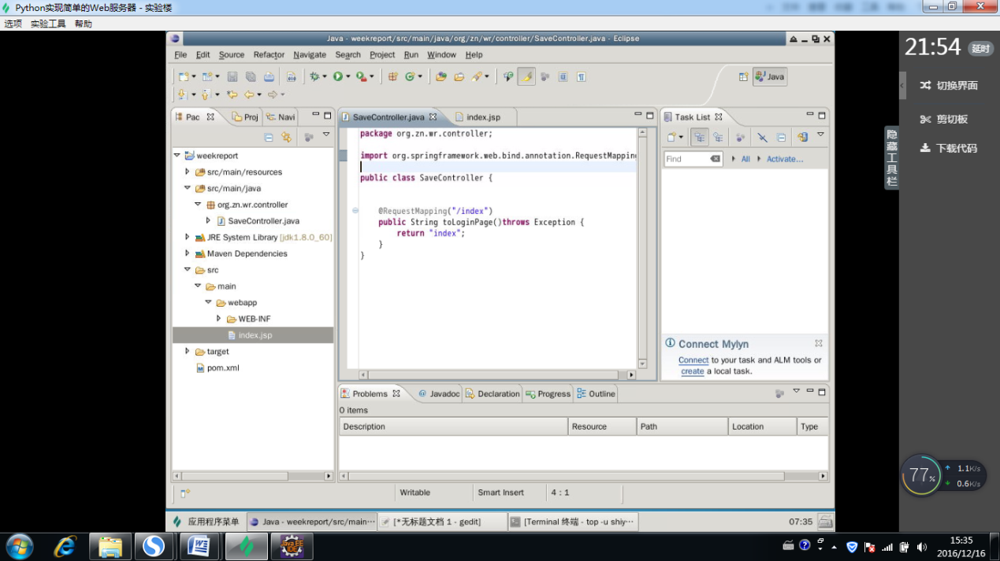 Python实现简单的Web服务器 - 实验楼
选项 实验工具 帮助
Java - weekreport/src/main/java/org/zn/wr/controller/SaveController.java - Eclipse
File Edit Source Refactor Navigate Search Project Run Window Help
Java
Pac Proj Navi
weekreport
src/main/resources
src/main/java
org.zn.wr.controller
SaveController.java
JRE System Library [jdk1.8.0_60]
Maven Dependencies
src
main
webapp
WEB-INF
index.jsp
target
pom.xml
SaveController.java index.jsp
package org.zn.wr.controller;
import org.springframework.web.bind.annotation.RequestMapping
public class SaveController {
@RequestMapping("/index")
public String toLoginPage()throws Exception {
return "index";
}
}
Task List
Find All Activate...
Connect Mylyn
Connect to your task and ALM tools or
create a local task.
Problems Javadoc Declaration Progress Outline
0 items
Description Resource Path Location Type
Writable Smart Insert 4 : 1
应用程序菜单 Java - weekreport/src/main··· [*无标题文档 1 - gedit] [Terminal 终端 - top -u shiy··· 07:35
21:54 延时
切换界面
剪切板
下载代码
隐藏工具栏
77% 1.1K/s
0.6K/s
Java EE
IDE
15:35
2016/12/16